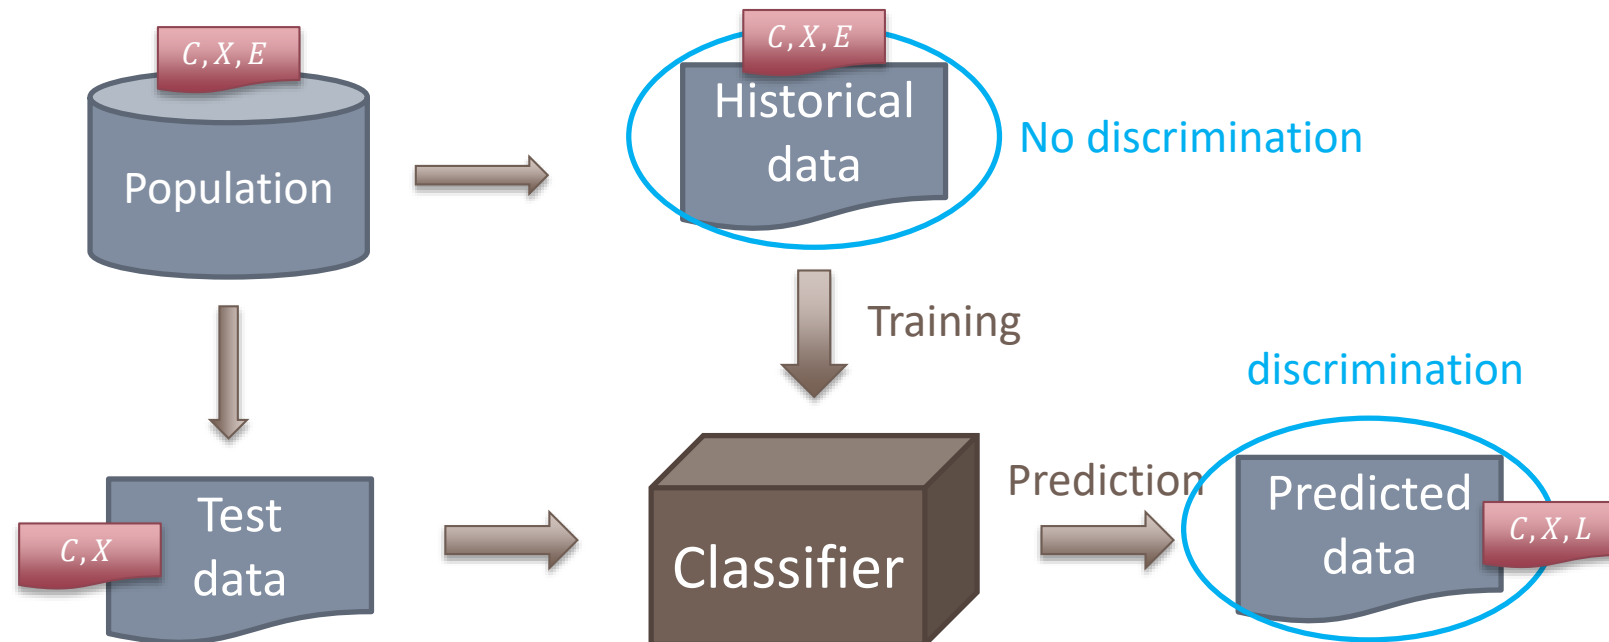 C, X, E
Population
C, X, E
Historical
data
No discrimination
Training
discrimination
C, X
Test
data
Classifier
Prediction
Predicted
data
C, X, L